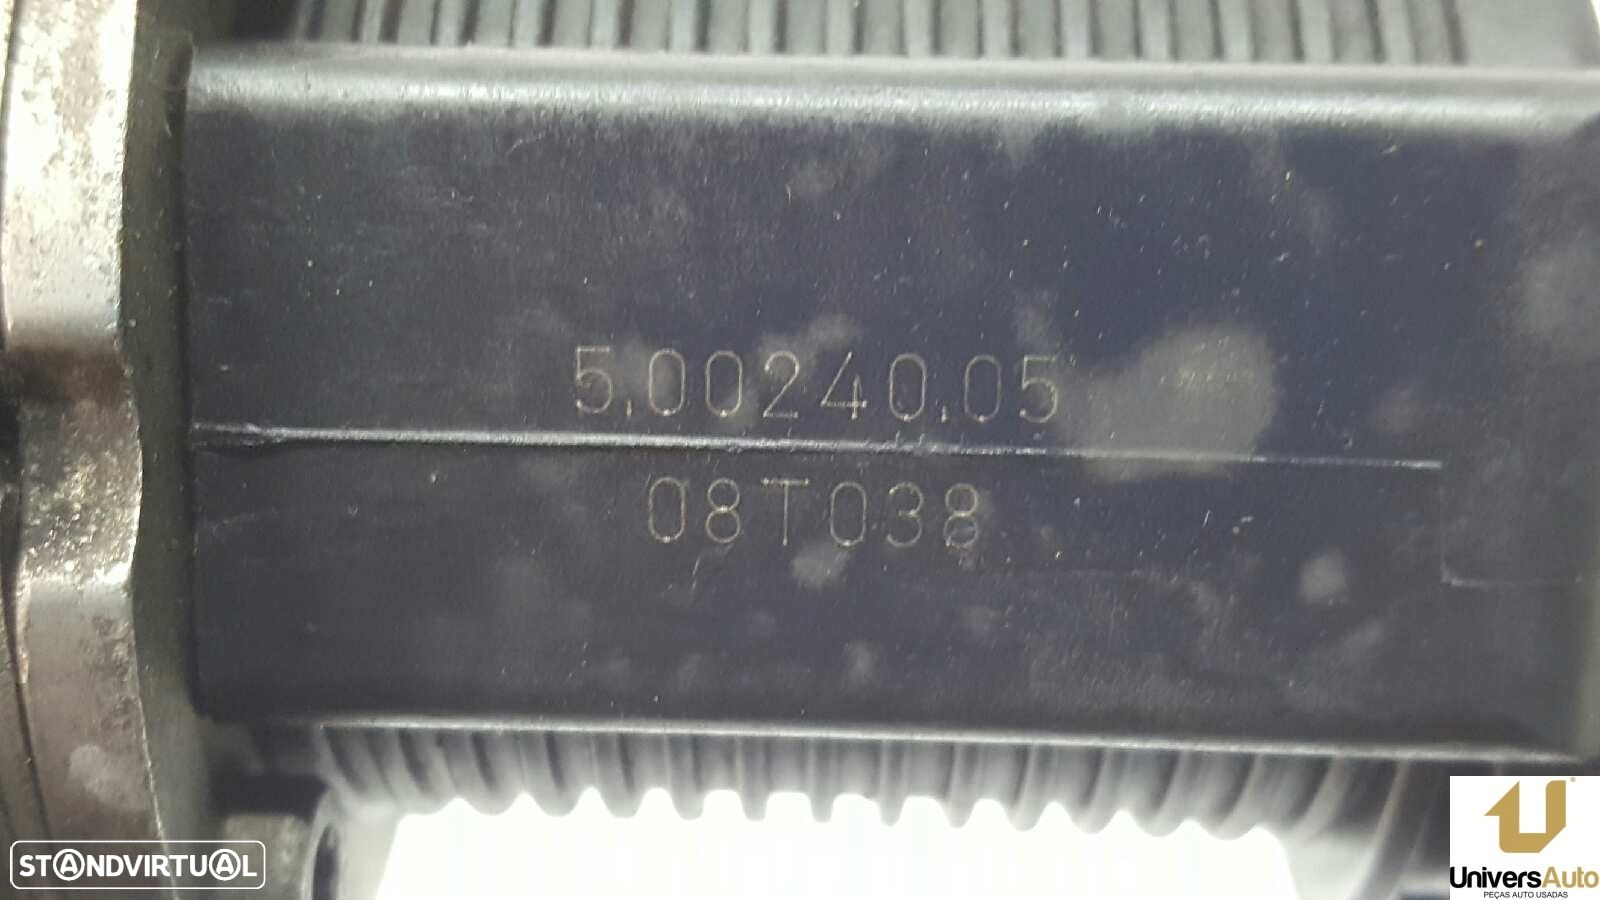 5.00240.05
08T038
STANDVIRTUAL
UniversAuto
PEÇAS AUTO USADAS